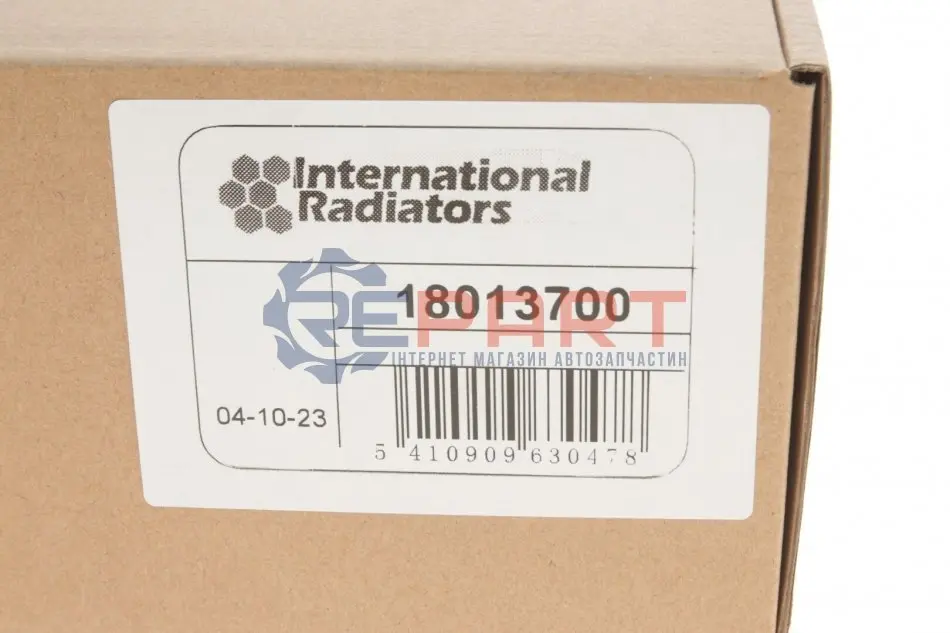 International
Radiators
18013700
REPART
ІНТЕРНЕТ МАГАЗИН АВТОЗАПЧАСТИН
04-10-23
5 410909 630478